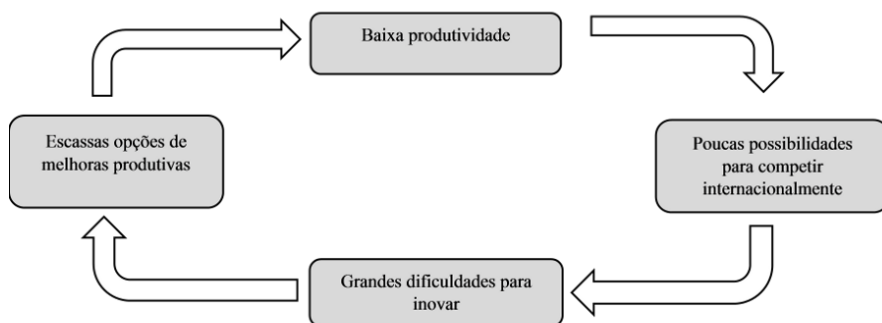 Baixa produtividade
Escassas opções de
melhoras produtivas
Poucas possibilidades
para competir
internacionalmente
Grandes dificuldades para
inovar